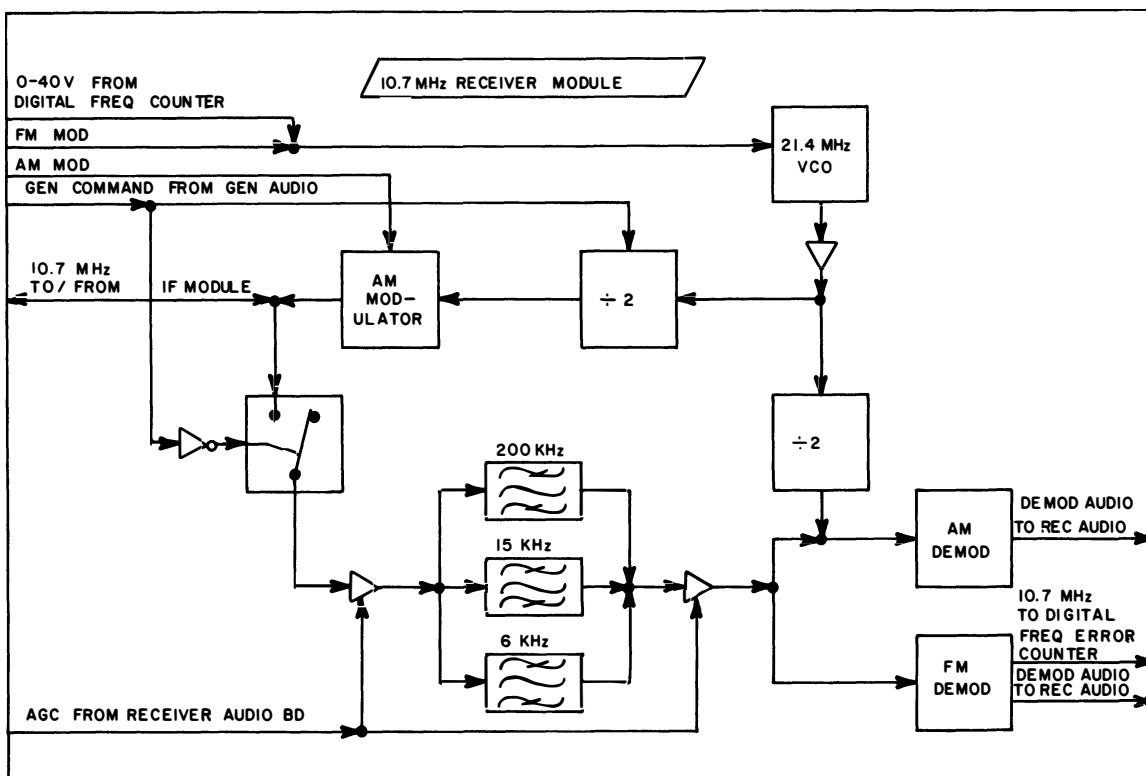 0-40V FROM
DIGITAL FREQ COUNTER
10.7 MHz RECEIVER MODULE
FM MOD
AM MOD
GEN COMMAND FROM GEN AUDIO
21.4 MHz
VCO
10.7 MHz
TO/FROM IF MODULE
AM
MOD-
ULATOR
÷2
÷2
200 KHz
15 KHz
6 KHz
AM
DEMOD
DEMOD AUDIO
TO REC AUDIO
10.7 MHz
TO DIGITAL
FREQ ERROR
COUNTER
FM
DEMOD
DEMOD AUDIO
TO REC AUDIO
AGC FROM RECEIVER AUDIO BD